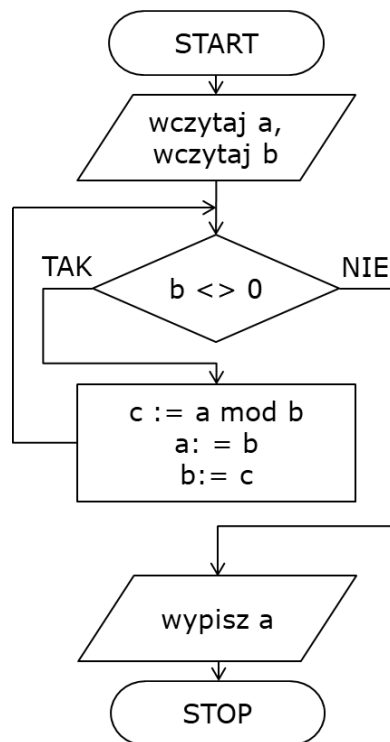 START
wczytaj a,
wczytaj b
TAK
NIE
b <> 0
c := a mod b
a: = b
b:= c
wypisz a
STOP